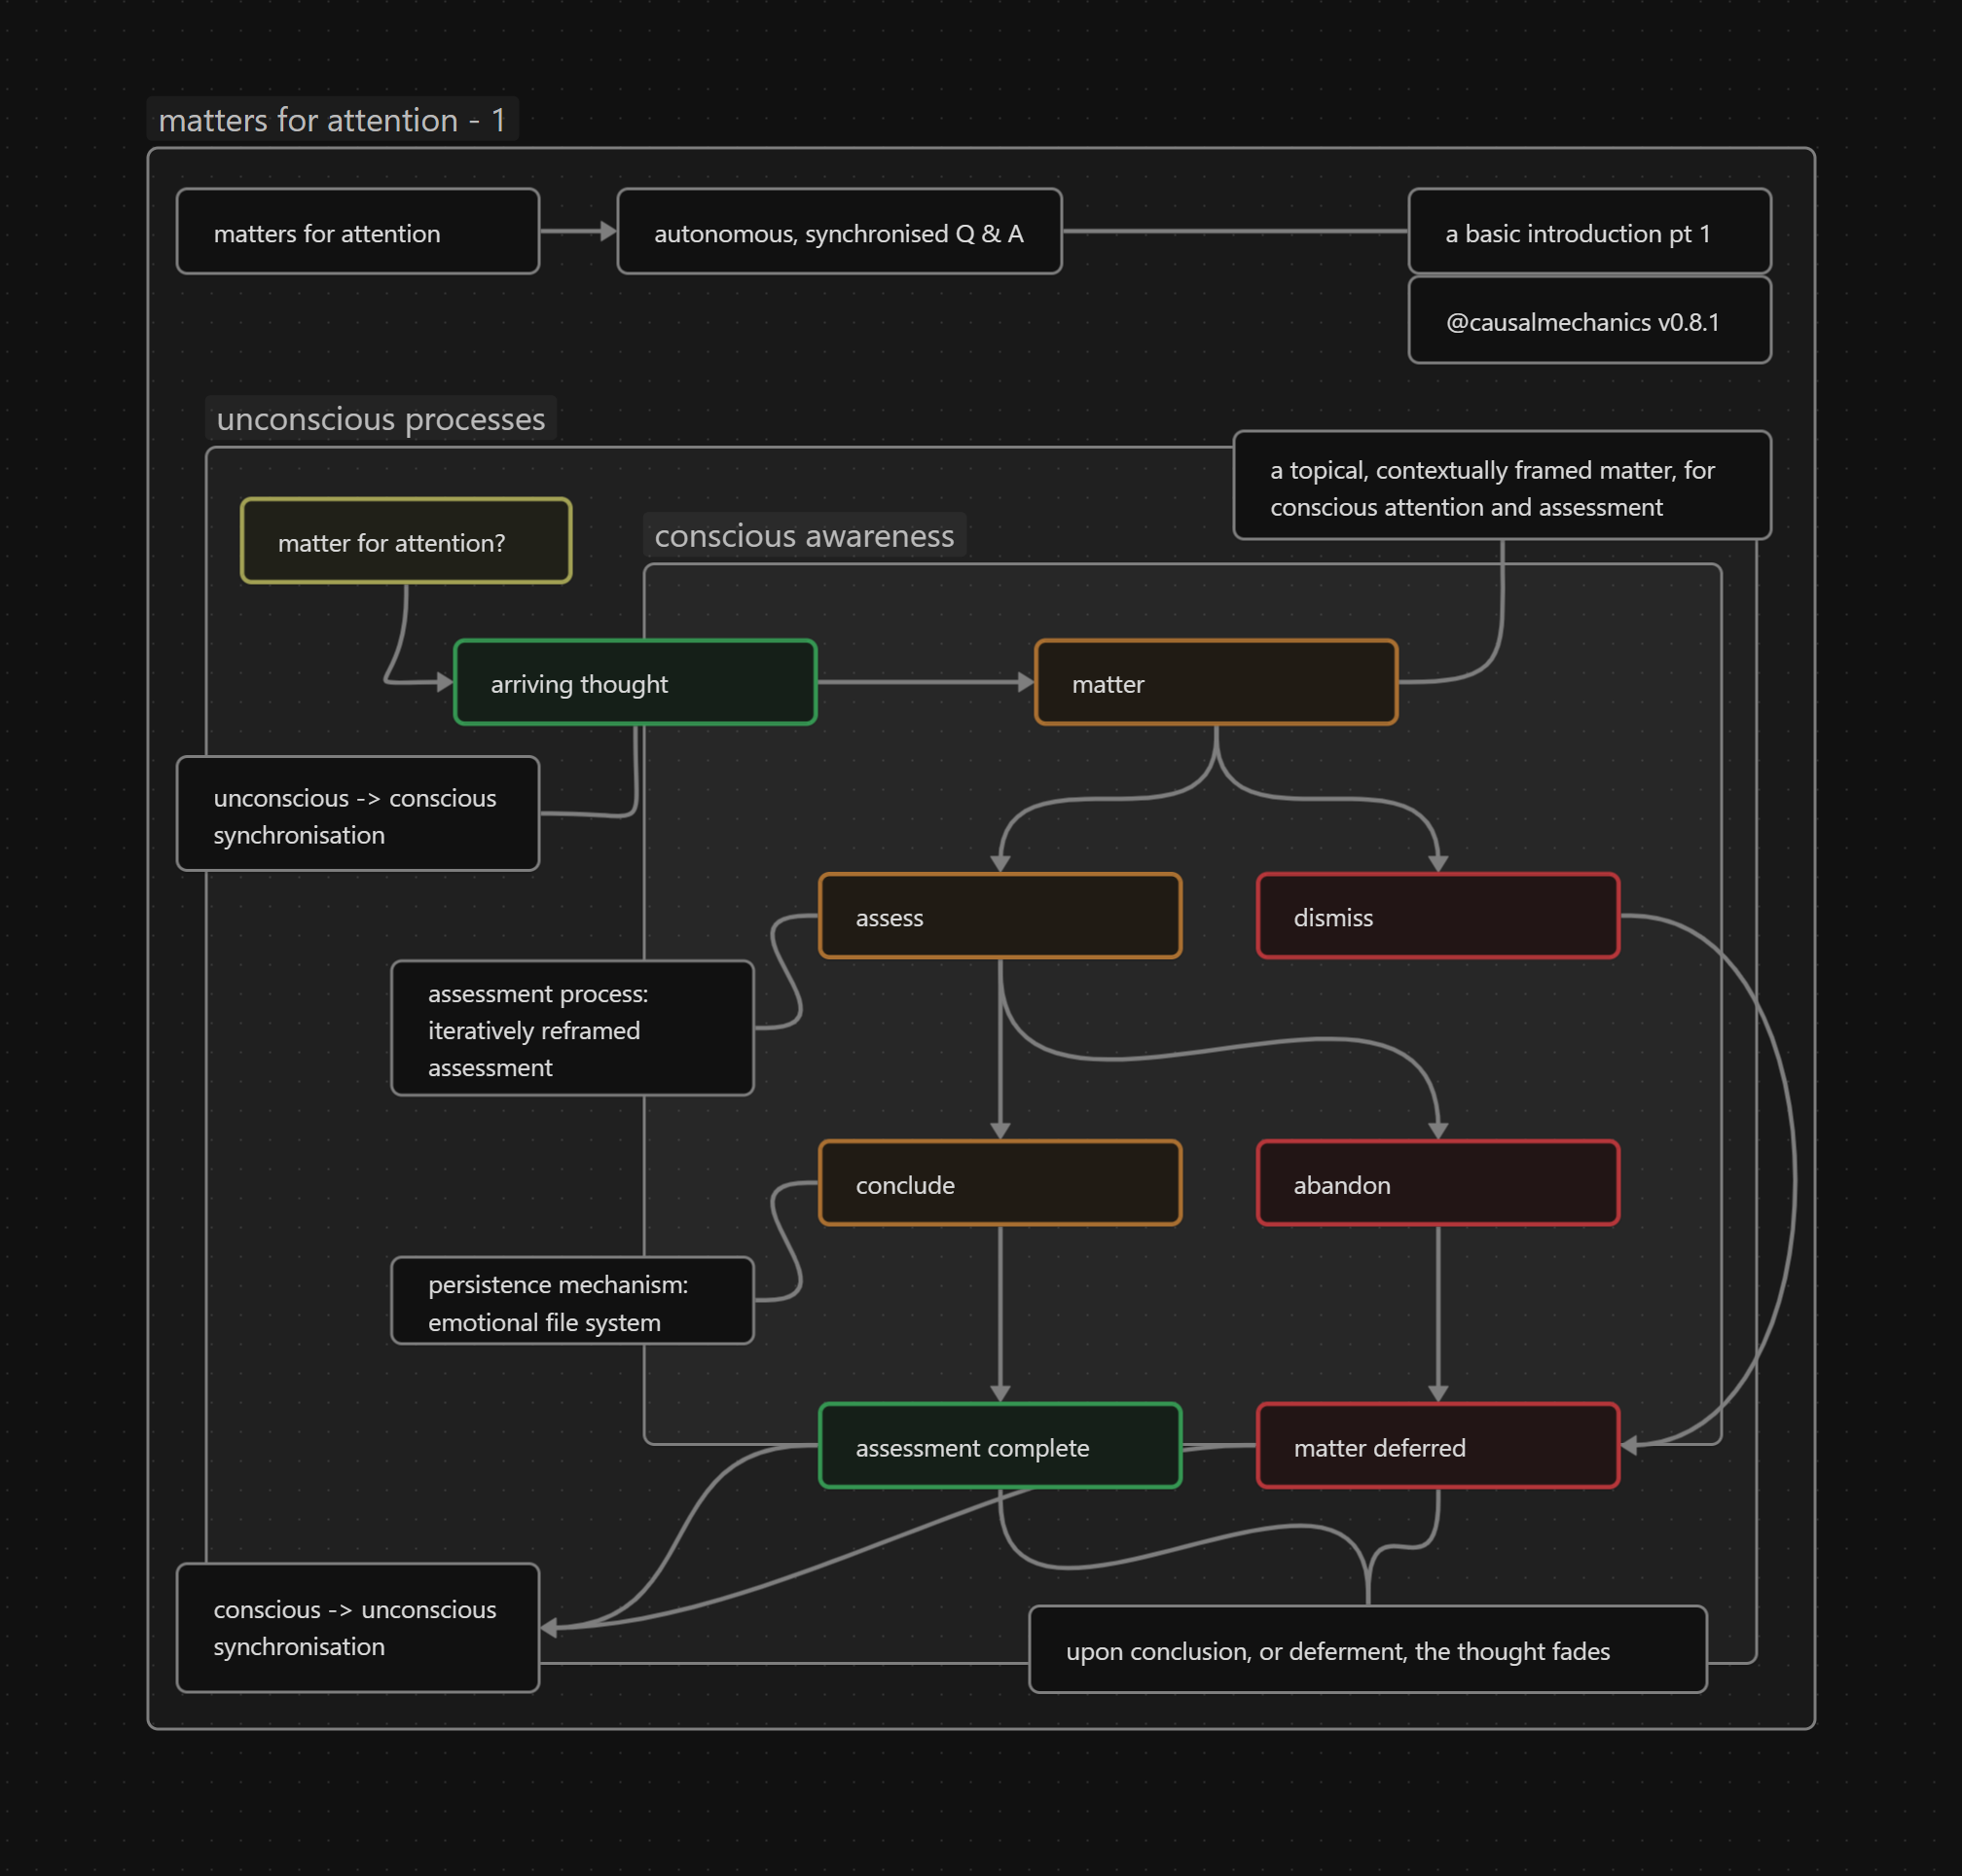 matters for attention - 1
matters for attention
autonomous, synchronised Q & A
a basic introduction pt 1
@causalmechanics v0.8.1
unconscious processes
a topical, contextually framed matter, for
conscious attention and assessment
matter for attention?
conscious awareness
arriving thought
matter
unconscious -> conscious
synchronisation
assess
dismiss
assessment process:
iteratively reframed
assessment
conclude
abandon
persistence mechanism:
emotional file system
assessment complete
matter deferred
conscious -> unconscious
synchronisation
upon conclusion, or deferment, the thought fades